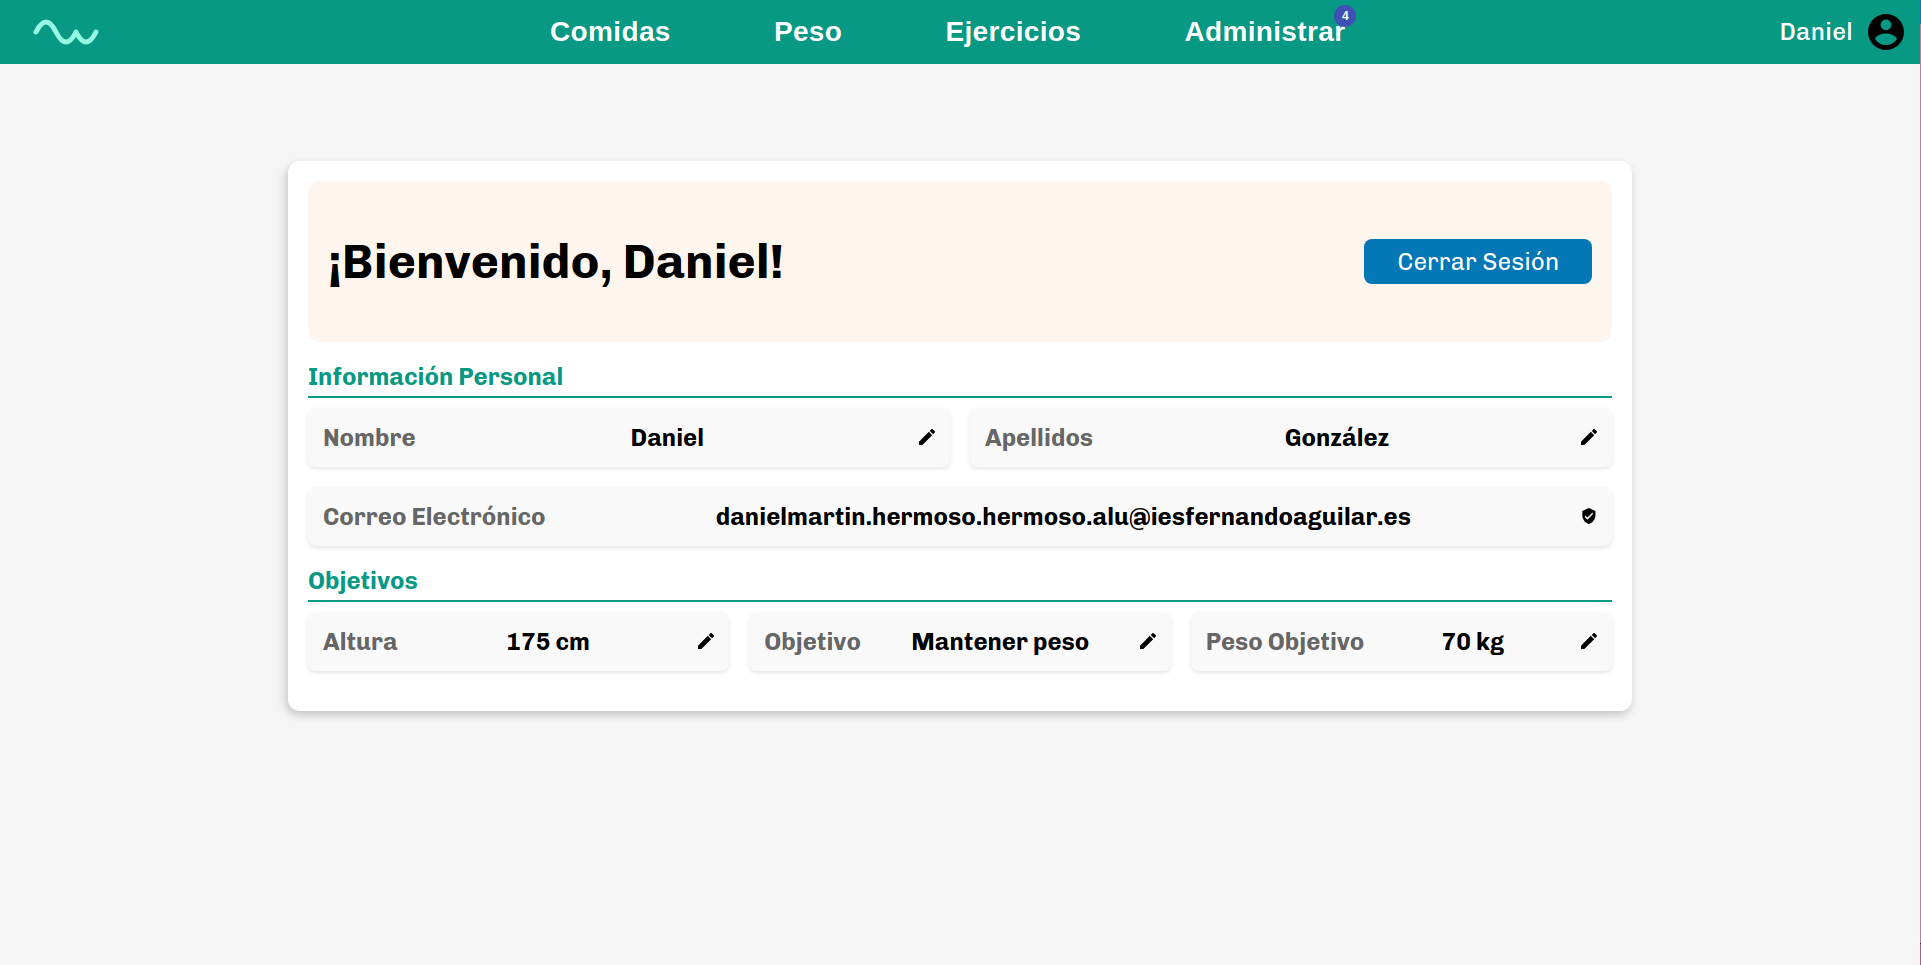 Comidas Peso Ejercicios Administrar 4 Daniel
¡Bienvenido, Daniel! Cerrar Sesión
Información Personal
Nombre Daniel Apellidos González
Correo Electrónico danielmartin.hermoso.hermoso.alu@iesfernandoaguilar.es
Objetivos
Altura 175 cm Objetivo Mantener peso Peso Objetivo 70 kg